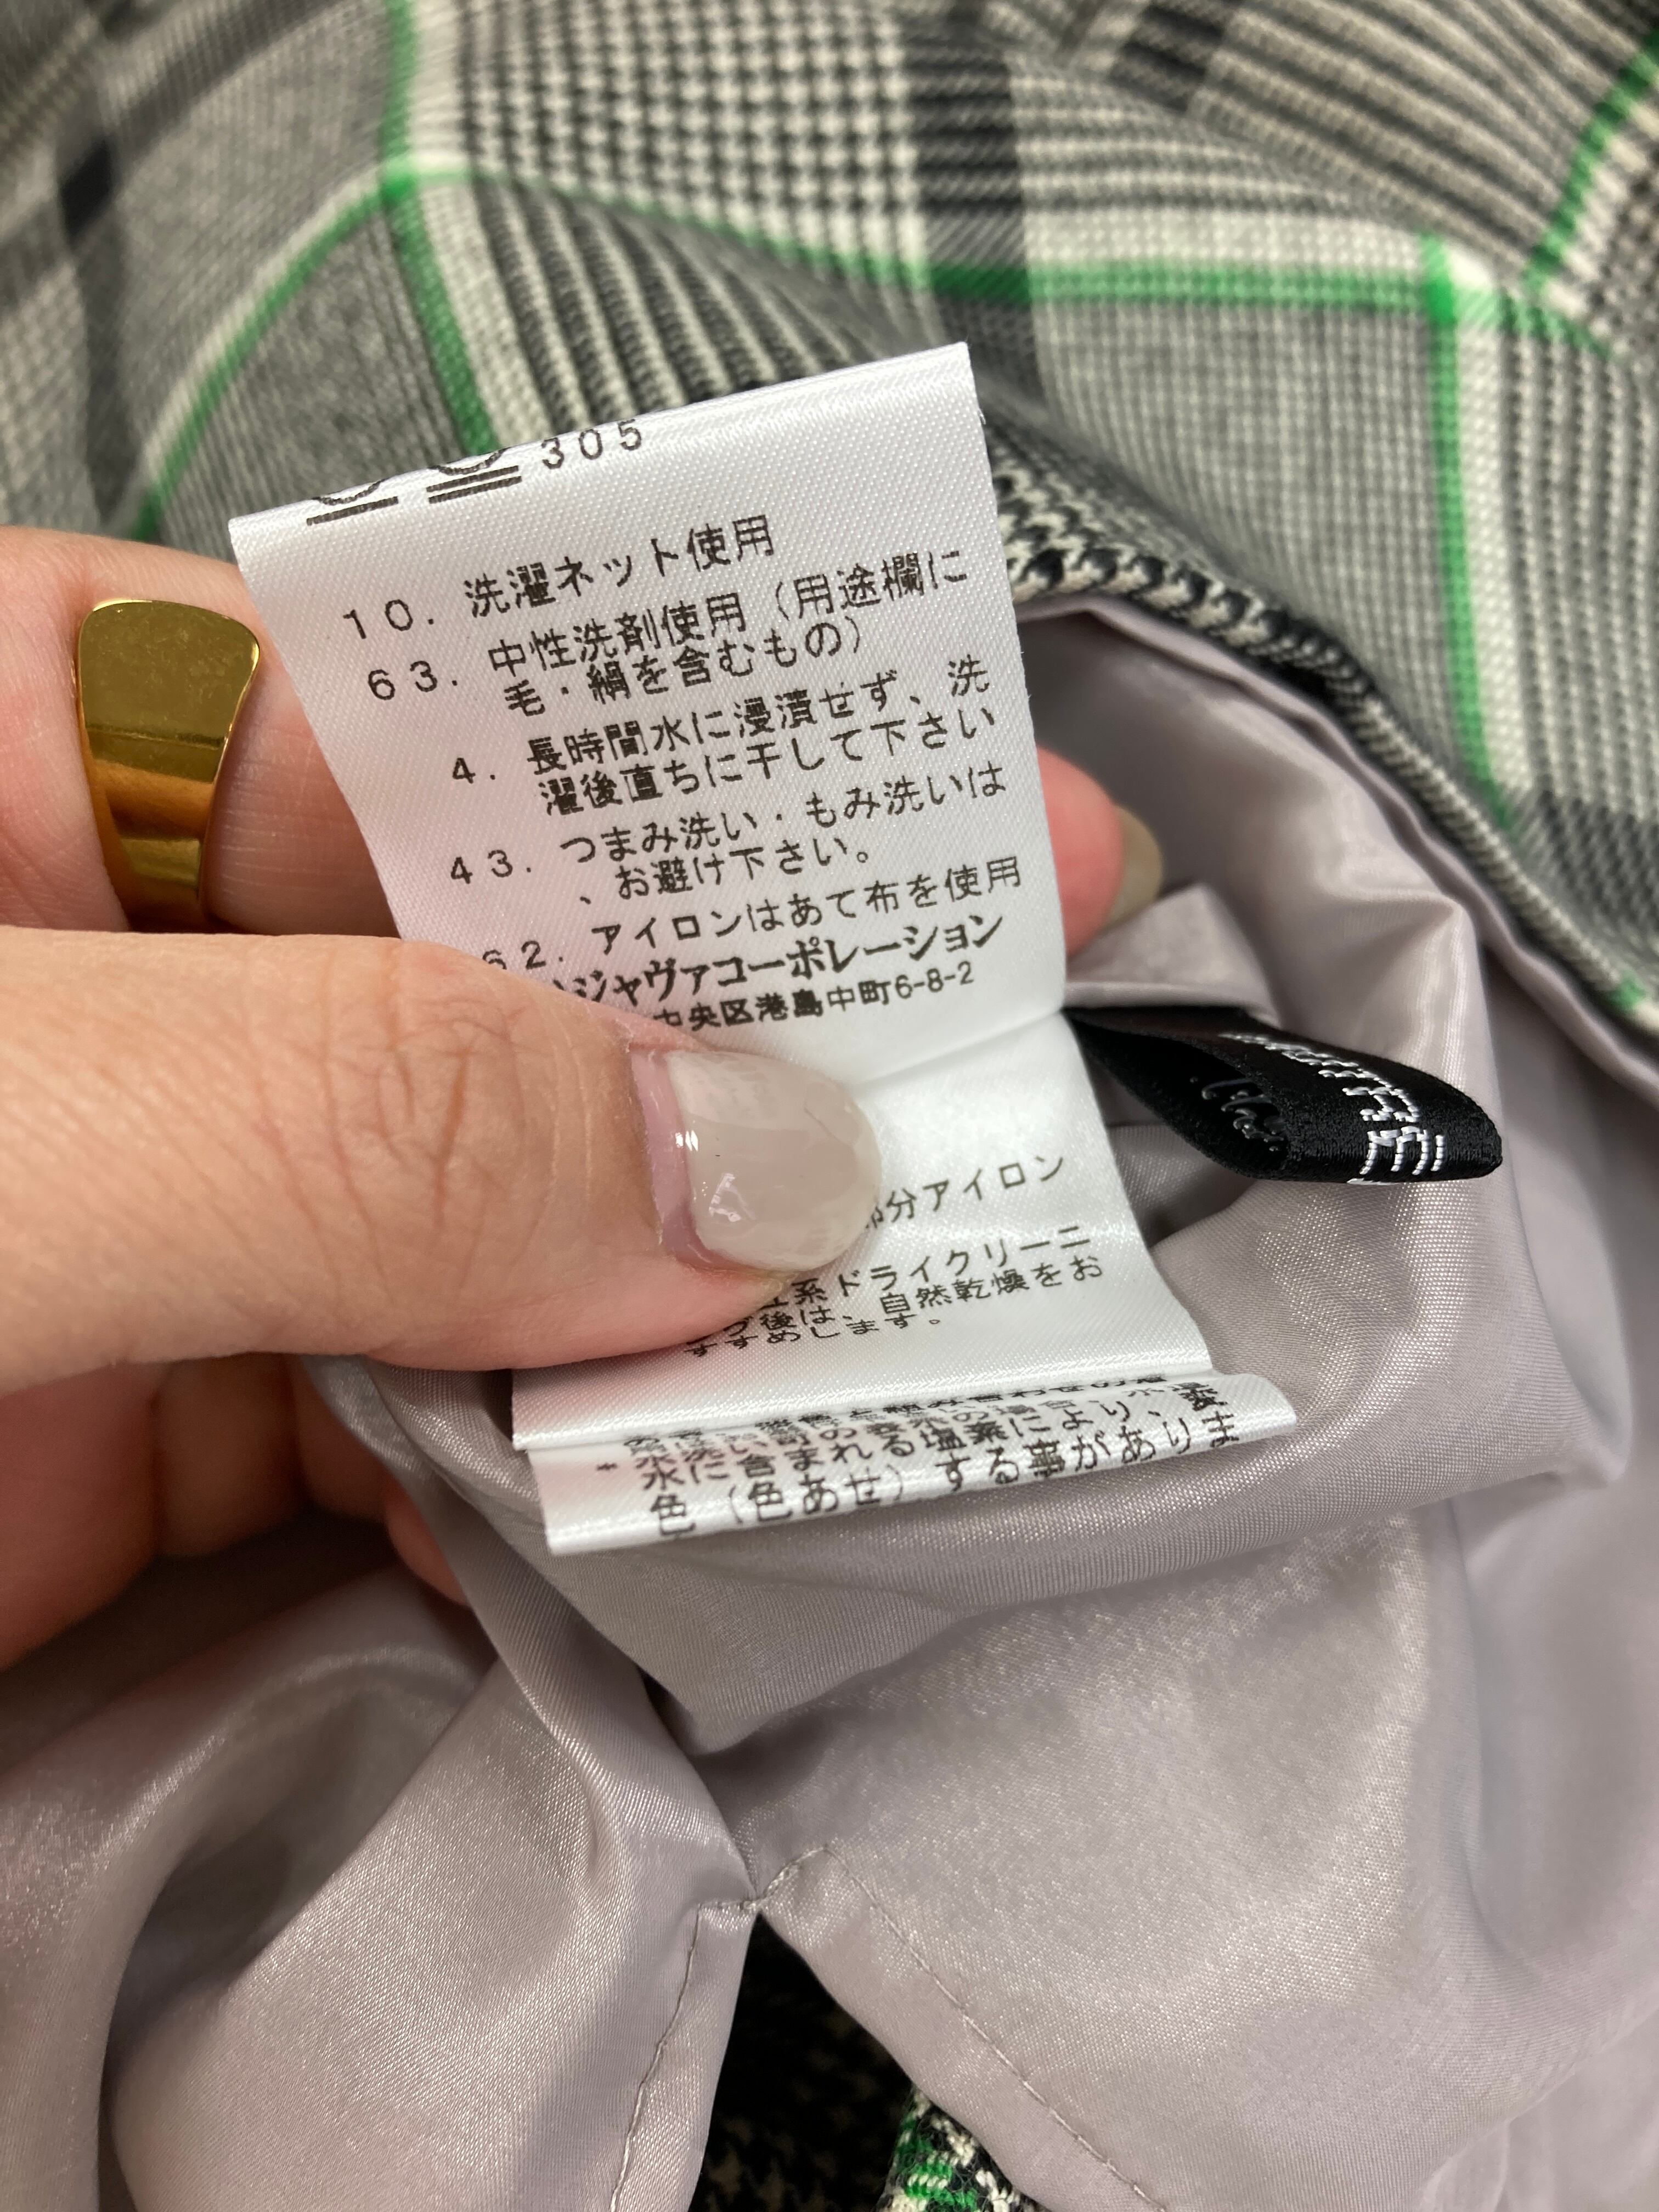 305
10. 洗濯ネット使用
63. 中性洗剤使用（用途欄に
毛・絹を含むもの）
4. 長時間水に浸漬せず、洗
濯後直ちに干して下さい
43. つまみ洗い・もみ洗いは
、お避け下さい。
62. アイロンはあて布を使用
ジャヴァコーポレーション
中央区港島中町6-8-2
部分アイロン
系ドライクリーニ
グ後は、自然乾燥をお
すすめします。
水に含まれる塩素により、変
色（色あせ）する事があります